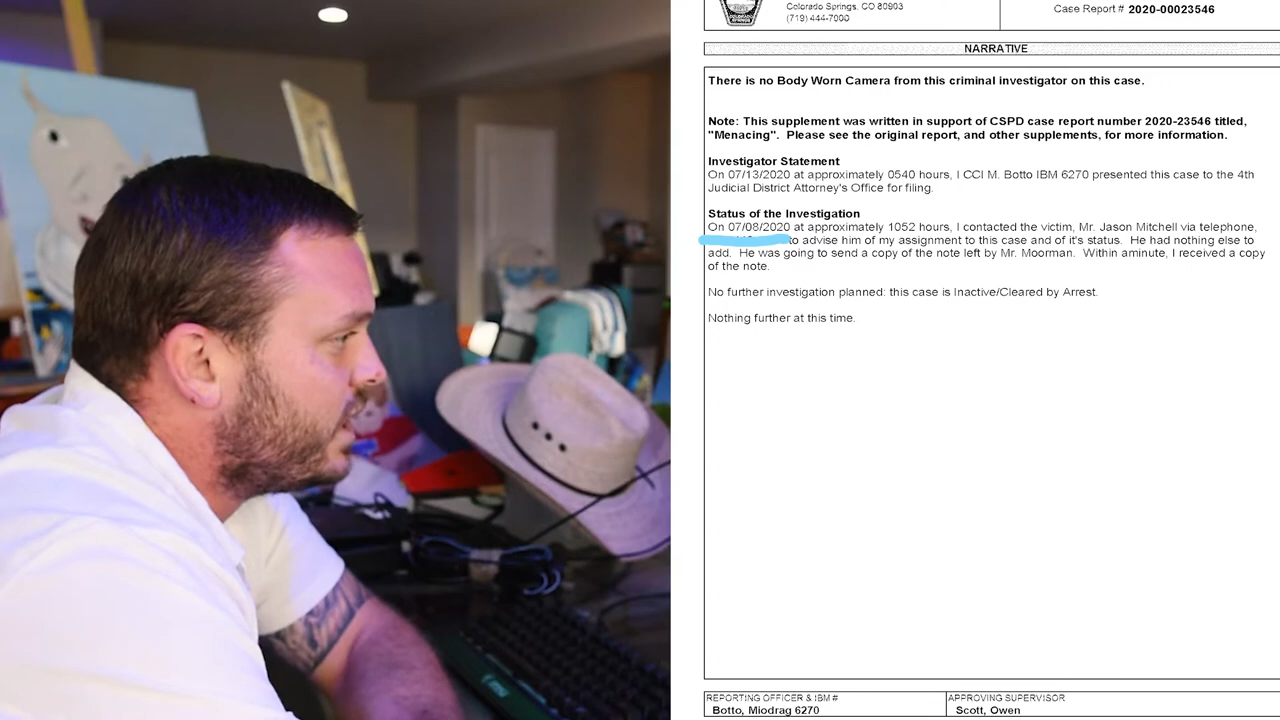 Colorado Springs, CO 80903
(719) 444-7000
Case Report # 2020-00023546
NARRATIVE
There is no Body Worn Camera from this criminal investigator on this case.
Note: This supplement was written in support of CSPD case report number 2020-23546 titled,
"Menacing". Please see the original report, and other supplements, for more information.
Investigator Statement
On 07/13/2020 at approximately 0540 hours, I CCI M. Botto IBM 6270 presented this case to the 4th
Judicial District Attorney's Office for filing.
Status of the Investigation
On 07/08/2020 at approximately 1052 hours, I contacted the victim, Mr. Jason Mitchell via telephone,
to advise him of my assignment to this case and of it's status. He had nothing else to
add. He was going to send a copy of the note left by Mr. Moorman. Within aminute, I received a copy
of the note.
No further investigation planned: this case is Inactive/Cleared by Arrest.
Nothing further at this time.
REPORTING OFFICER & IBM #
Botto, Miodrag 6270
APPROVING SUPERVISOR
Scott, Owen